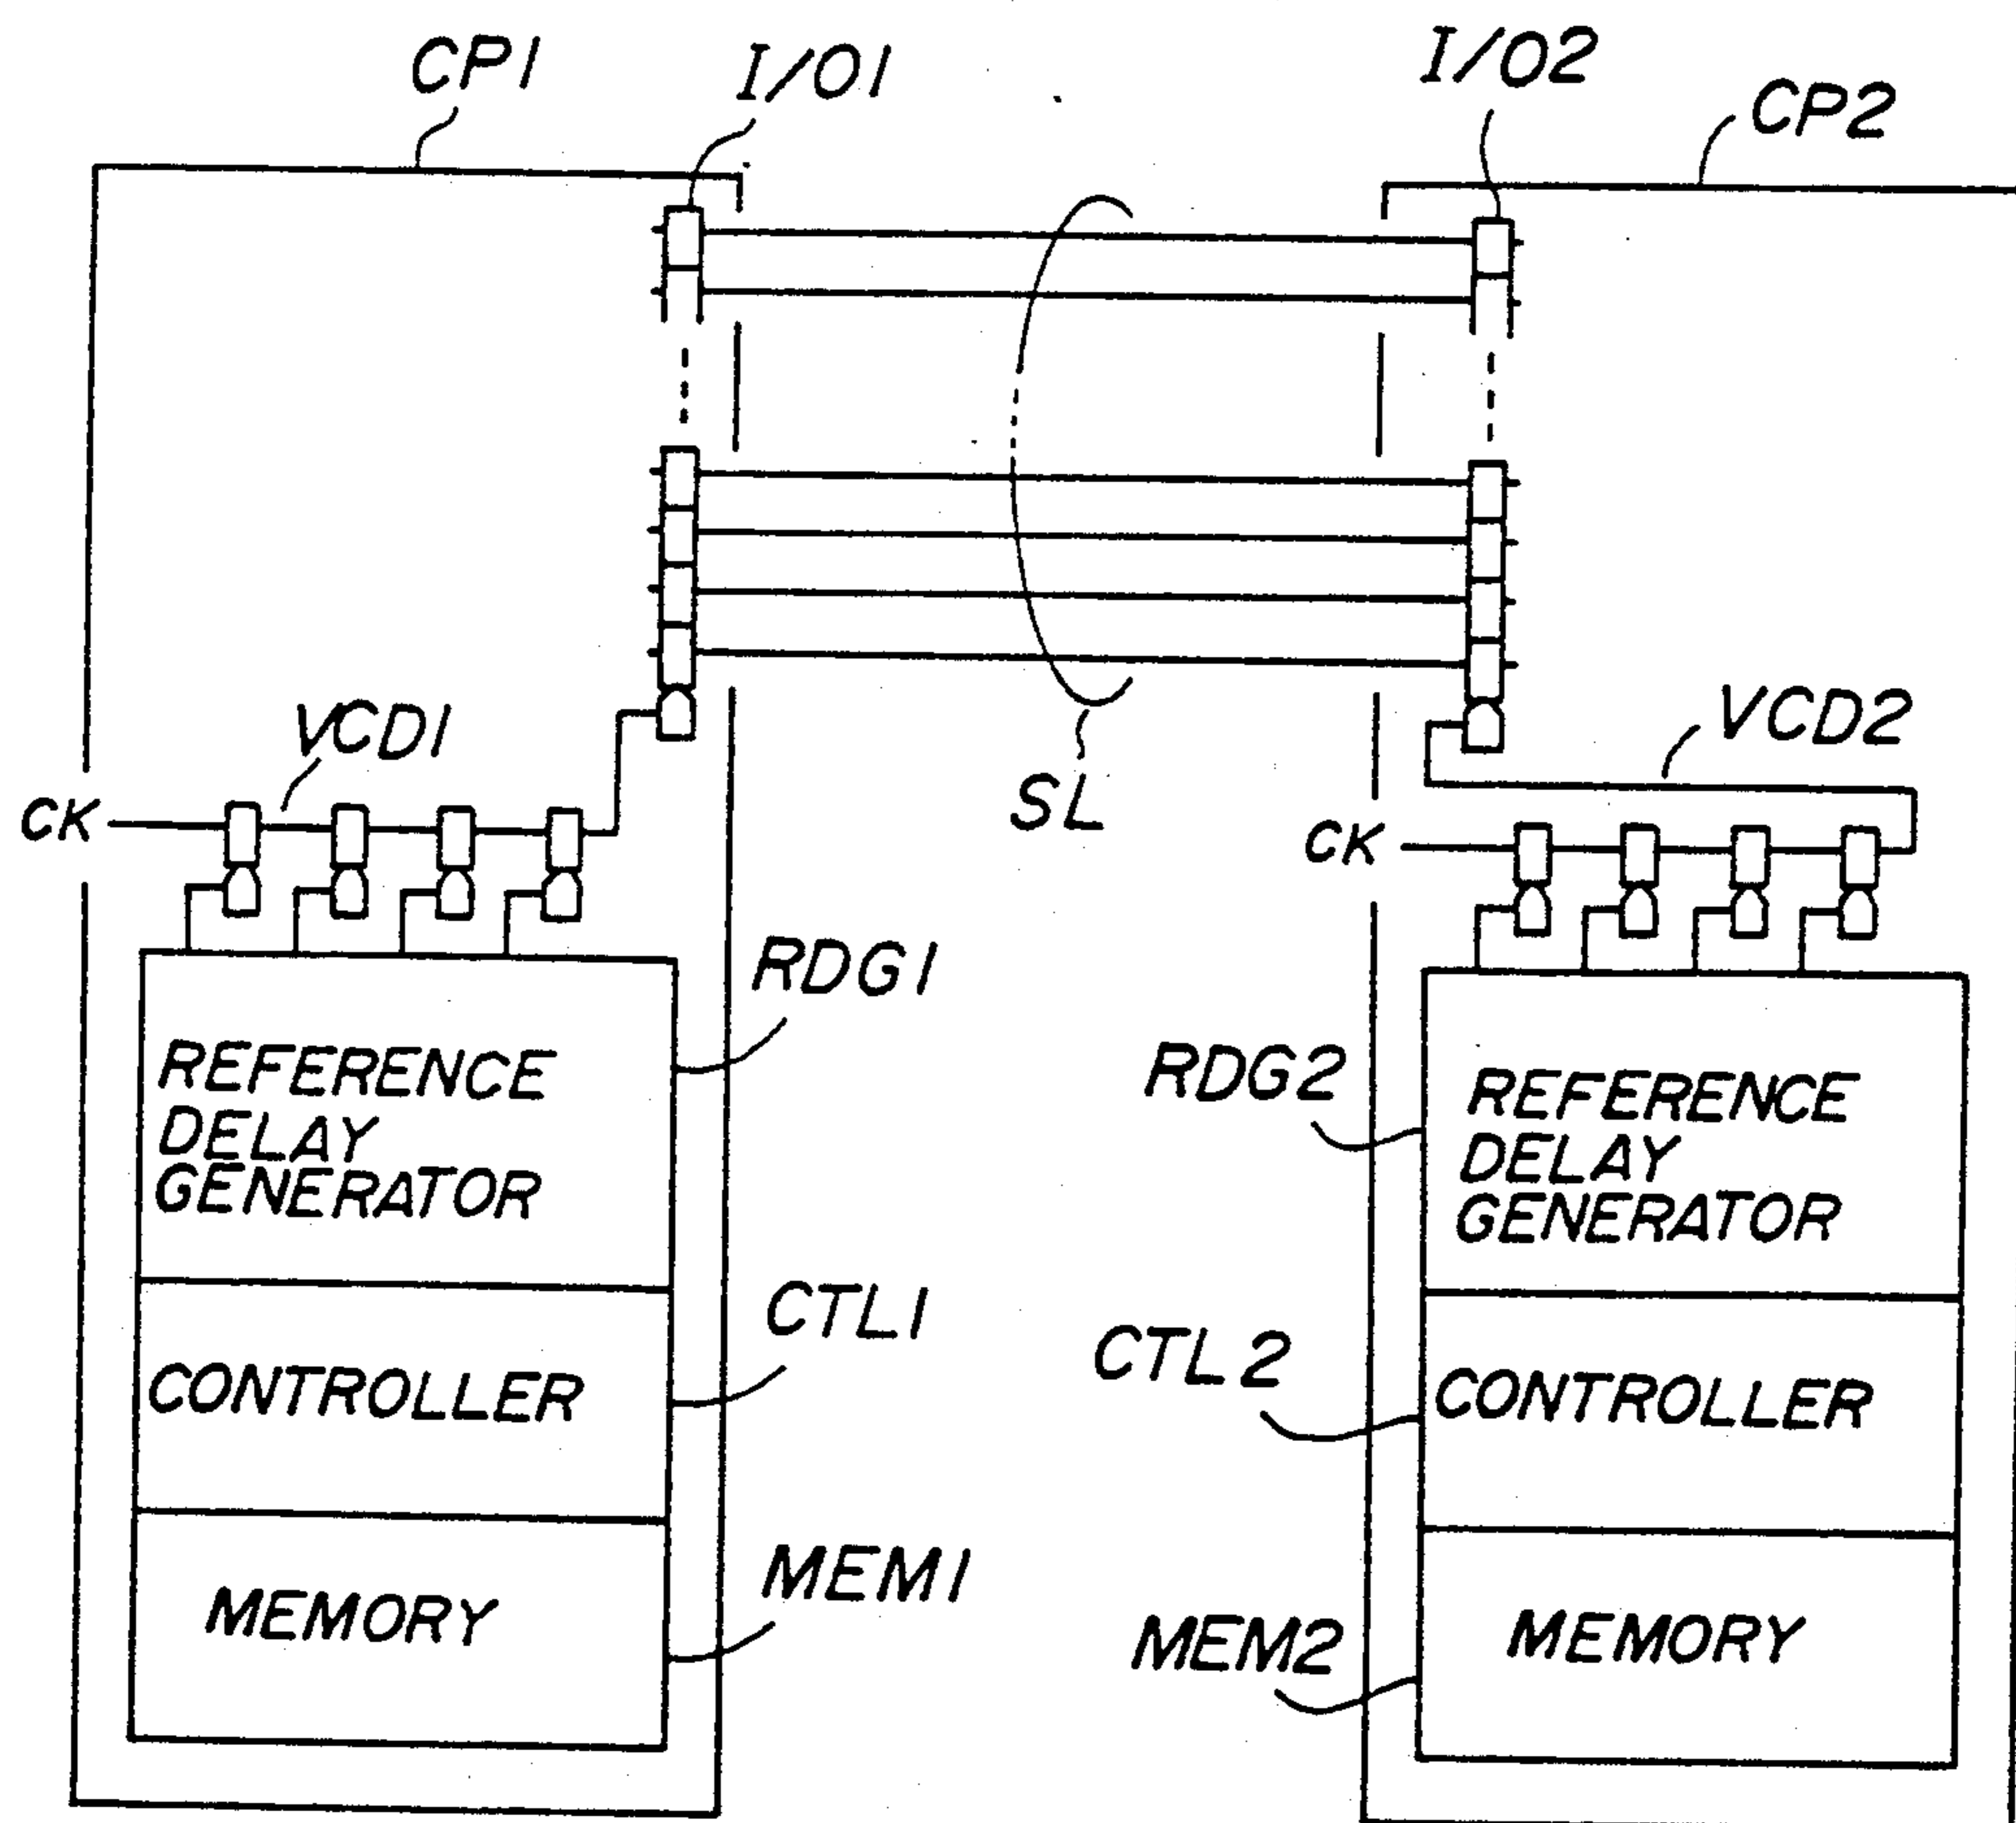 CP1
I/O1
I/O2
CP2
VCD1
CK
SL
VCD2
CK
RDG1
REFERENCE
DELAY
GENERATOR
RDG2
REFERENCE
DELAY
GENERATOR
CTL1
CONTROLLER
CTL2
CONTROLLER
MEM1
MEMORY
MEM2
MEMORY